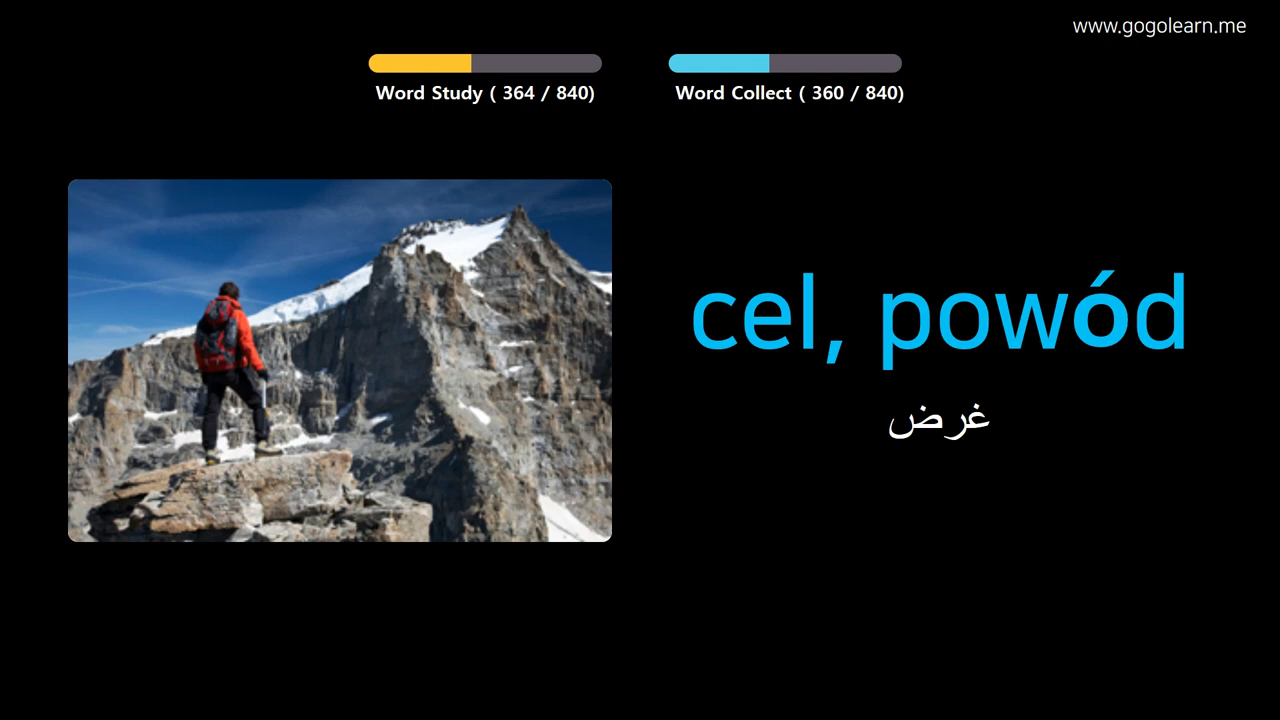 www.gogolearn.me
Word Study ( 364 / 840)
Word Collect ( 360 / 840)
cel, powód
غرض